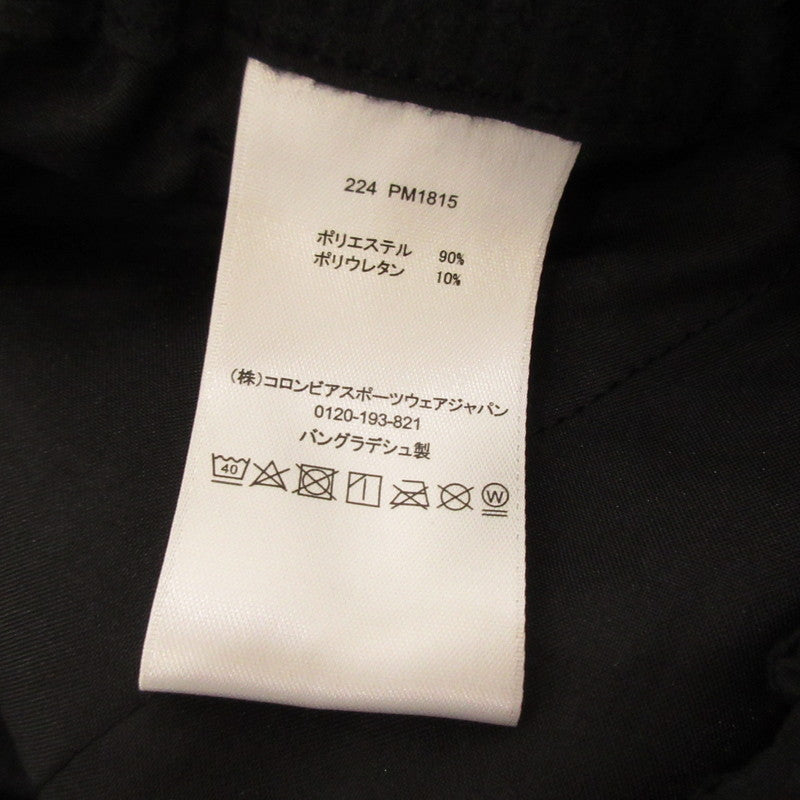 224 PM1815
ポリエステル 90%
ポリウレタン 10%
(株)コロンビアスポーツウェアジャパン
0120-193-821
バングラデシュ製
40 W